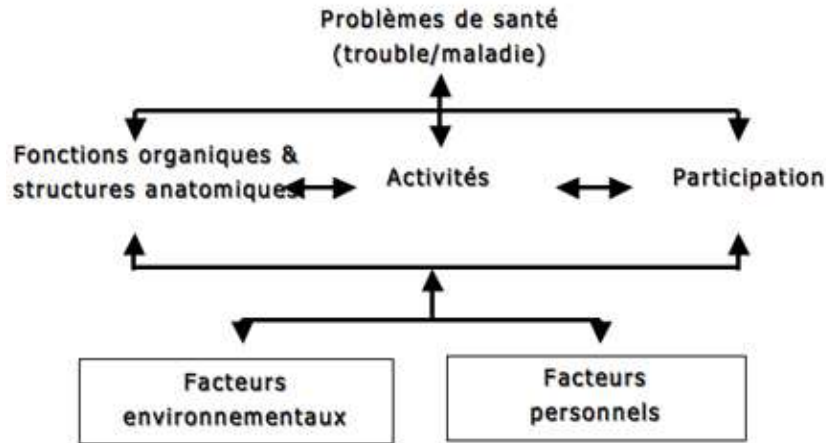 Problèmes de santé
(trouble/maladie)
Fonctions organiques &
structures anatomiques
Activités
Participation
Facteurs
environnementaux
Facteurs
personnels